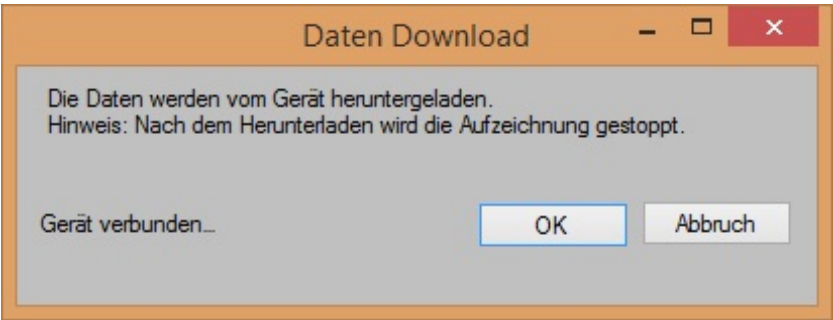 Daten Download
Die Daten werden vom Gerät heruntergeladen.
Hinweis: Nach dem Herunterladen wird die Aufzeichnung gestoppt.
Gerät verbunden...
OK
Abbruch